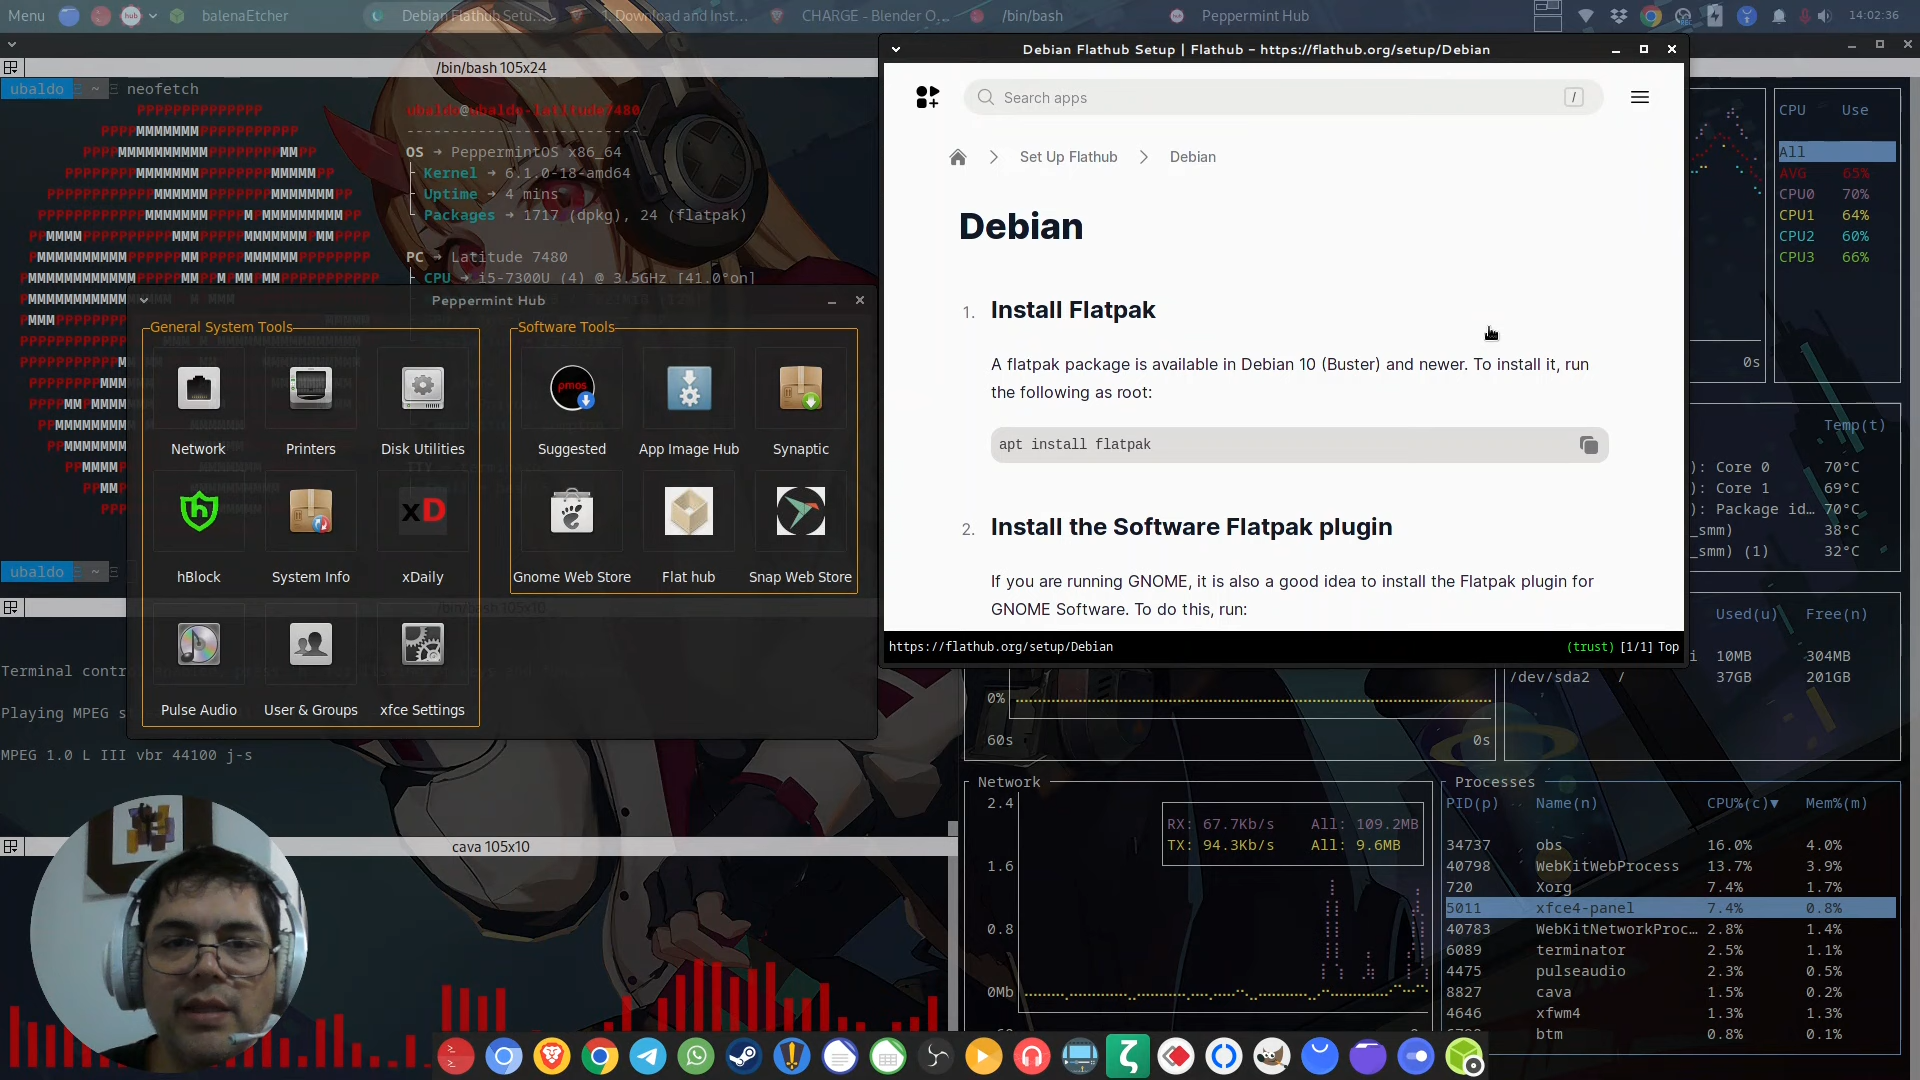 Menu
hub
balenaEtcher
Debian Flathub Setu...
1. Download and Inst...
CHARGE - Blender O...
/bin/bash
Peppermint Hub
14:02:36
/bin/bash 105x24
ubaldo ~ neofetch
ubaldo@ubaldo-latitude7480
OS → PeppermintOS x86_64
Kernel → 6.1.0-18-amd64
Uptime → 4 mins
Packages → 1717 (dpkg), 24 (flatpak)
PC → Latitude 7480
CPU → i5-7300U (4) @ 3.5GHz [41.0°on]
ubaldo ~
Peppermint Hub
General System Tools
Network
Printers
Disk Utilities
hBlock
System Info
xD
xDaily
Pulse Audio
User & Groups
xfce Settings
Software Tools
pmos
Suggested
App Image Hub
Synaptic
Gnome Web Store
Flat hub
Snap Web Store
/bin/bash 105x10
Terminal contro
Playing MPEG s
MPEG 1.0 L III vbr 44100 j-s
cava 105x10
Debian Flathub Setup | Flathub – https://flathub.org/setup/Debian
Search apps
/
Set Up Flathub
Debian
Debian
1. Install Flatpak
A flatpak package is available in Debian 10 (Buster) and newer. To install it, run
the following as root:
apt install flatpak
2. Install the Software Flatpak plugin
If you are running GNOME, it is also a good idea to install the Flatpak plugin for
GNOME Software. To do this, run:
https://flathub.org/setup/Debian
(trust) [1/1] Top
CPU Use
All
AVG 65%
CPU0 70%
CPU1 64%
CPU2 60%
CPU3 66%
0s
Temp(t)
): Core 0 70°C
): Core 1 69°C
): Package id… 70°C
_smm) 38°C
_smm) (1) 32°C
Used(u) Free(n)
i 10MB 304MB
/dev/sda2 / 37GB 201GB
0%
60s 0s
Network
2.4
1.6
0.8
0Mb
RX: 67.7Kb/s All: 109.2MB
TX: 94.3Kb/s All: 9.6MB
Processes
PID(p) Name(n) CPU%(c)▼ Mem%(m)
34737 obs 16.0% 4.0%
40798 WebKitWebProcess 13.7% 3.9%
720 Xorg 7.4% 1.7%
5011 xfce4-panel 7.4% 0.8%
40783 WebKitNetworkProc… 2.8% 1.4%
6089 terminator 2.5% 1.1%
4475 pulseaudio 2.3% 0.5%
8827 cava 1.5% 0.2%
4646 xfwm4 1.3% 1.3%
btm 0.8% 0.1%